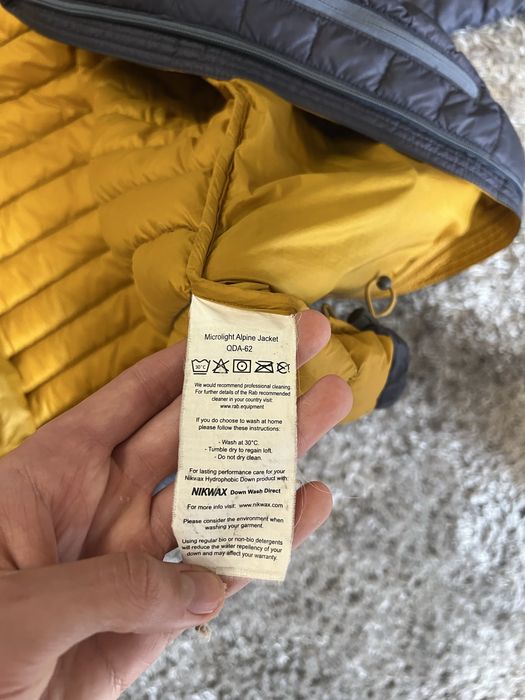 Microlight Alpine Jacket
QDA-62
30°C
We would recommend professional cleaning.
For further details of the Rab recommended
cleaner in your country visit:
www.rab.equipment
If you do choose to wash at home
please follow these instructions:
- Wash at 30°C.
- Tumble dry to regain loft.
- Do not dry clean.
For lasting performance care for your
Nikwax Hydrophobic Down product with:
NIKWAX Down Wash Direct
For more info visit: www.nikwax.com
Please consider the environment when
washing your garment.
Using regular bio or non-bio detergents
will reduce the water repellency of your
down and may affect your warranty.